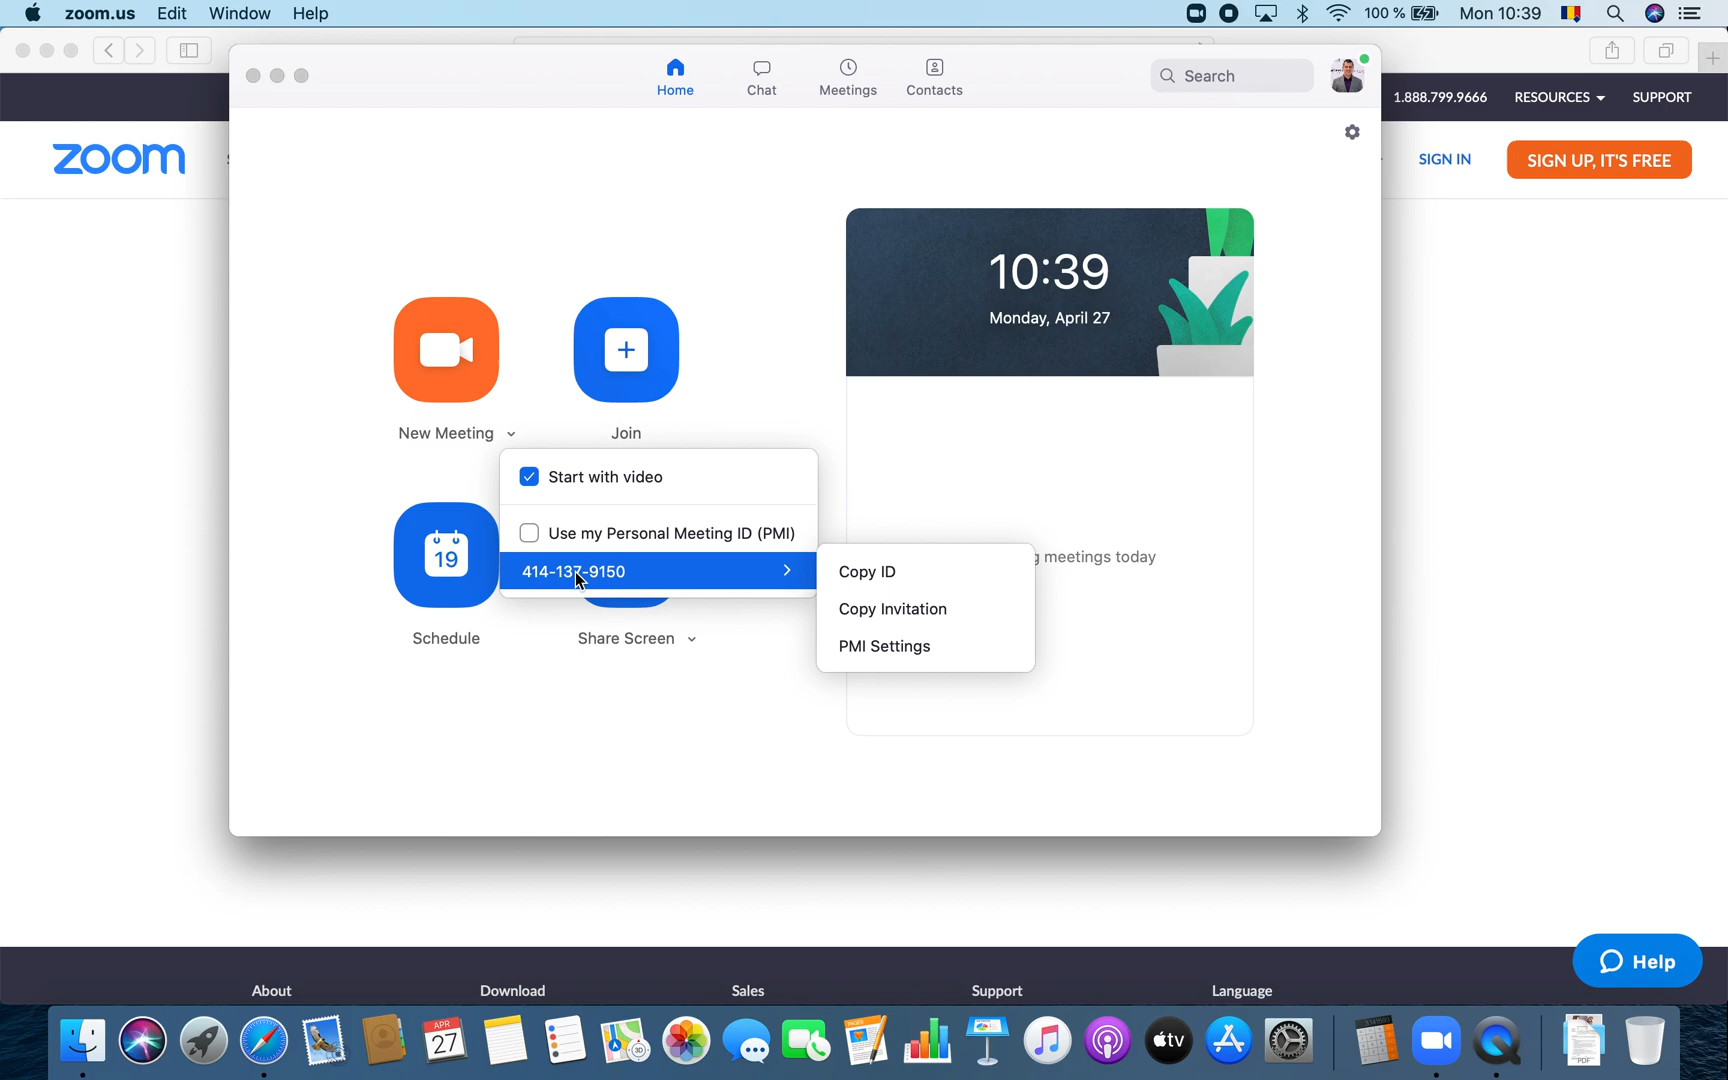 zoom.us Edit Window Help
100 % Mon 10:39
Home Chat Meetings Contacts
Search
1.888.799.9666 RESOURCES SUPPORT
zoom
SIGN IN
SIGN UP, IT'S FREE
10:39
Monday, April 27
New Meeting
Join
Start with video
Use my Personal Meeting ID (PMI)
414-137-9150
19
Schedule
Share Screen
Copy ID
Copy Invitation
PMI Settings
meetings today
Help
About Download Sales Support Language
APR
27
PAGES
3D
tv
PDF